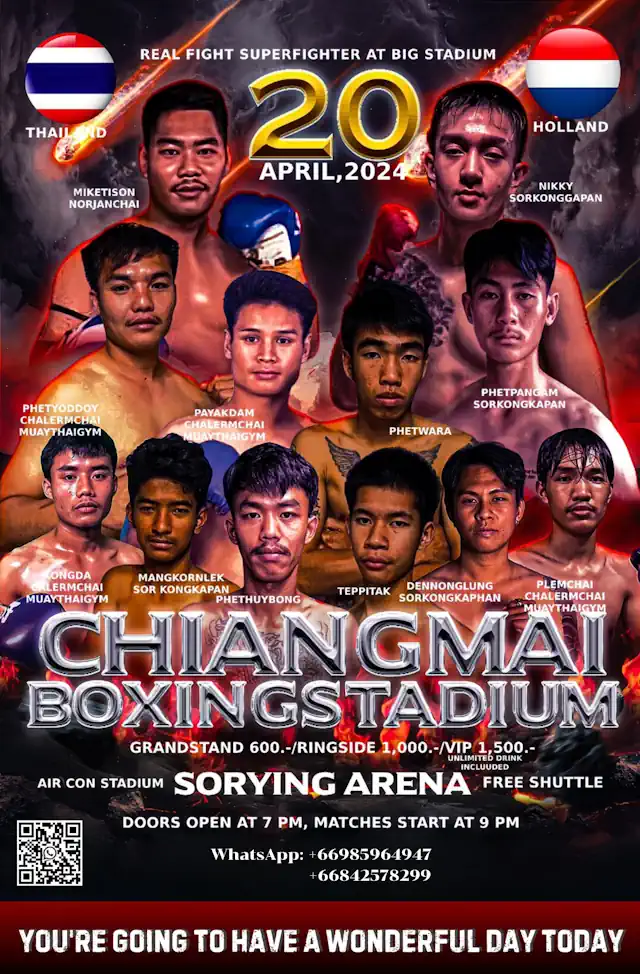 REAL FIGHT SUPERFIGHTER AT BIG STADIUM
20
APRIL,2024
THAILAND
HOLLAND
MIKETISON
NORJANCHAI
NIKKY
SORKONGGAPAN
PHETYODDOY
CHALERMCHAI
MUAYTHAIGYM
PAYAKDAM
CHALERMCHAI
MUAYTHAIGYM
PHETWARA
PHETPANGAM
SORKONGKAPAN
KONGDA
CALERMCHAI
MUAYTHAIGYM
MANGKORNLEK
SOR KONGKAPAN
PHETHUYBONG
TEPPITAK
DENNONGLUNG
SORKONGKAPHAN
PLEMCHAI
CHALERMCHAI
MUAYTHAIGYM
CHIANGMAI
BOXINGSTADIUM
GRANDSTAND 600.-/RINGSIDE 1,000.-/VIP 1,500.-
UNLIMITED DRINK
INCLUUDED
AIR CON STADIUM SORYING ARENA FREE SHUTTLE
DOORS OPEN AT 7 PM, MATCHES START AT 9 PM
WhatsApp: +66985964947
+66842578299
YOU'RE GOING TO HAVE A WONDERFUL DAY TODAY